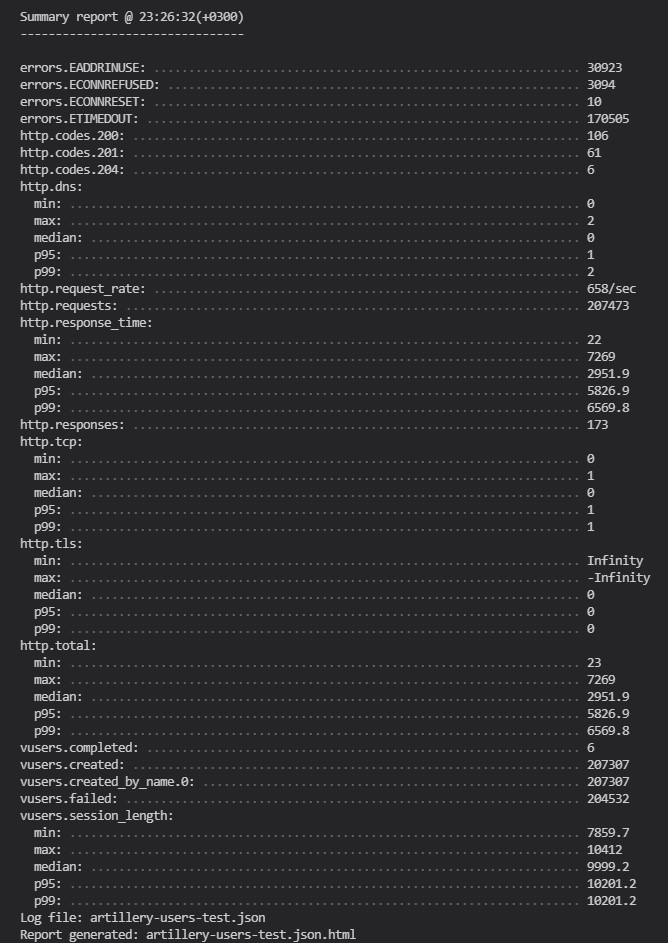 Summary report @ 23:26:32(+0300)
--------------------------------
errors.EADDRINUSE: ............................................................. 30923
errors.ECONNREFUSED: ........................................................... 3094
errors.ECONNRESET: ............................................................. 10
errors.ETIMEDOUT: .............................................................. 170505
http.codes.200: ................................................................ 106
http.codes.201: ................................................................ 61
http.codes.204: ................................................................ 6
http.dns:
  min: ......................................................................... 0
  max: ......................................................................... 2
  median: ...................................................................... 0
  p95: ......................................................................... 1
  p99: ......................................................................... 2
http.request_rate: ............................................................. 658/sec
http.requests: ................................................................. 207473
http.response_time:
  min: ......................................................................... 22
  max: ......................................................................... 7269
  median: ...................................................................... 2951.9
  p95: ......................................................................... 5826.9
  p99: ......................................................................... 6569.8
http.responses: ................................................................ 173
http.tcp:
  min: ......................................................................... 0
  max: ......................................................................... 1
  median: ...................................................................... 0
  p95: ......................................................................... 1
  p99: ......................................................................... 1
http.tls:
  min: ......................................................................... Infinity
  max: ......................................................................... -Infinity
  median: ...................................................................... 0
  p95: ......................................................................... 0
  p99: ......................................................................... 0
http.total:
  min: ......................................................................... 23
  max: ......................................................................... 7269
  median: ...................................................................... 2951.9
  p95: ......................................................................... 5826.9
  p99: ......................................................................... 6569.8
vusers.completed: .............................................................. 6
vusers.created: ................................................................ 207307
vusers.created_by_name.0: ...................................................... 207307
vusers.failed: ................................................................. 204532
vusers.session_length:
  min: ......................................................................... 7859.7
  max: ......................................................................... 10412
  median: ...................................................................... 9999.2
  p95: ......................................................................... 10201.2
  p99: ......................................................................... 10201.2
Log file: artillery-users-test.json
Report generated: artillery-users-test.json.html